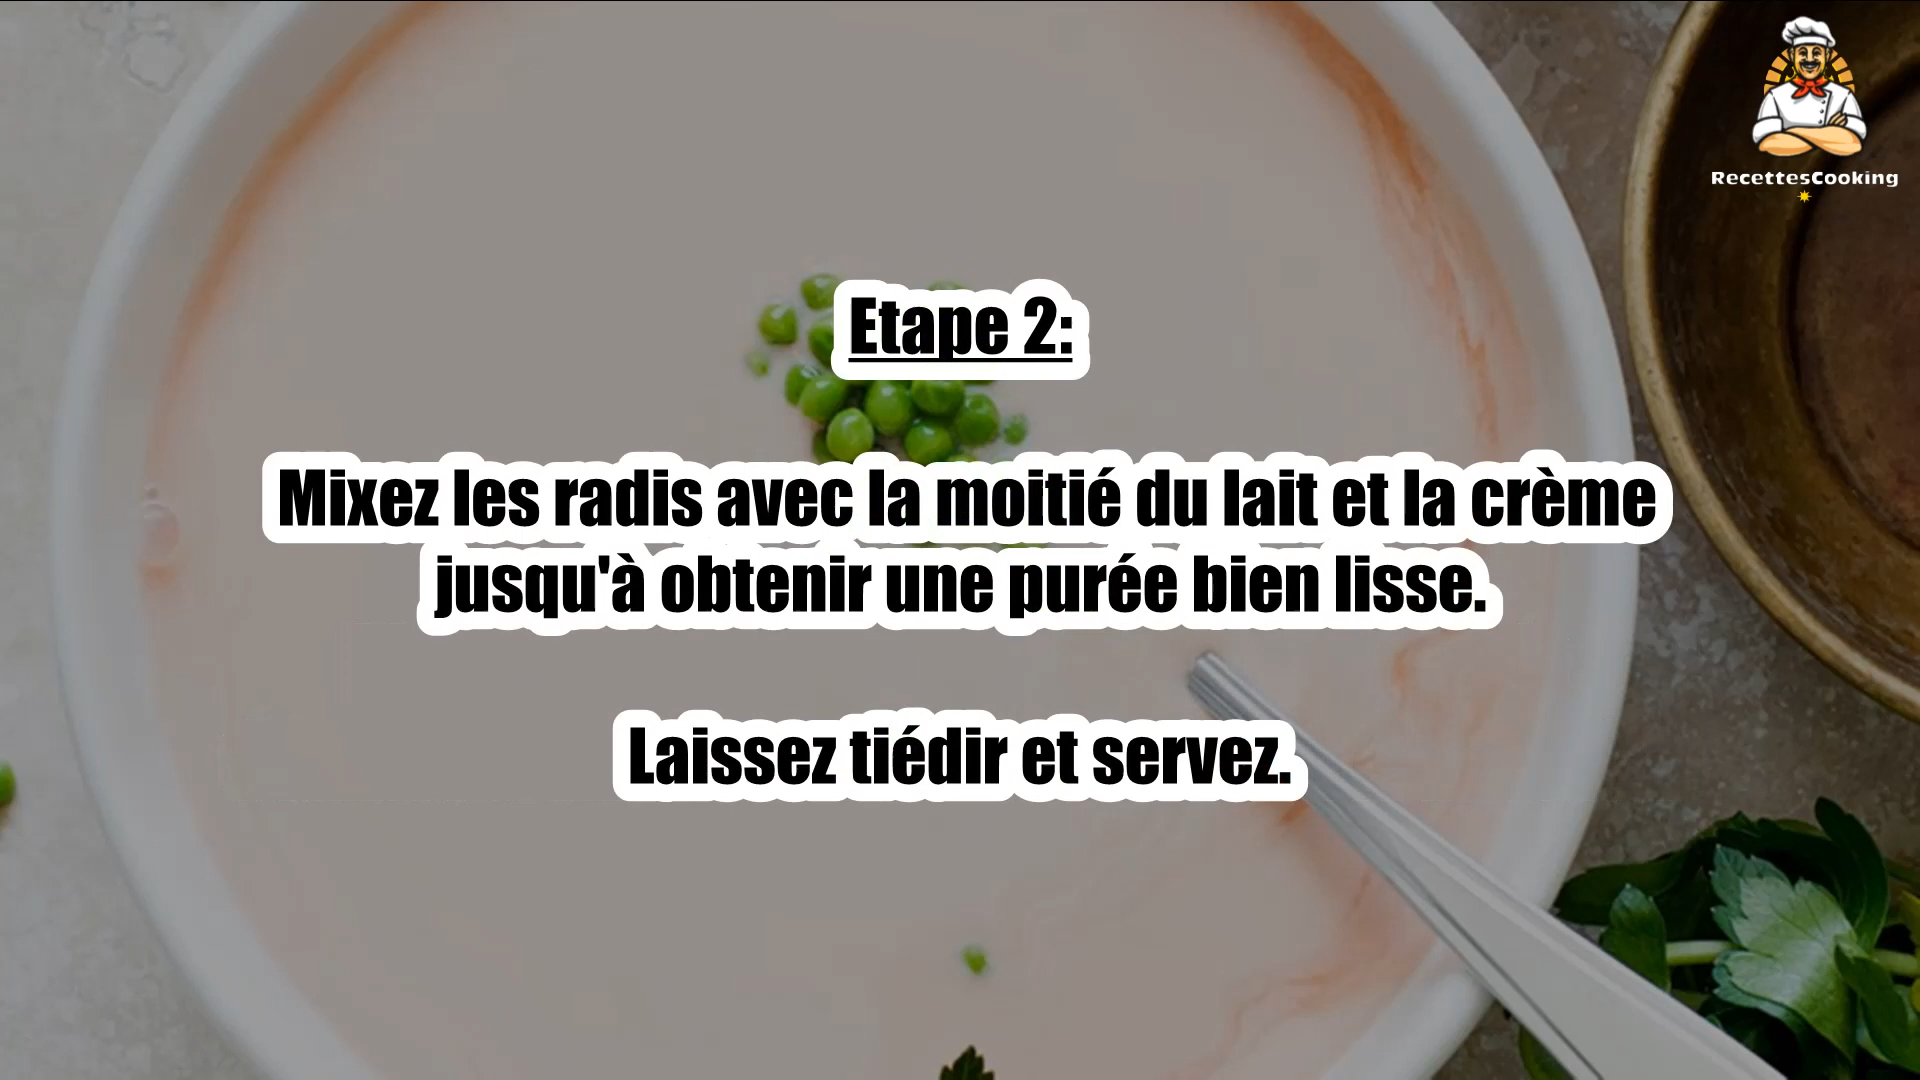 RecettesCooking
Etape 2:
Mixez les radis avec la moitié du lait et la crème
jusqu'à obtenir une purée bien lisse.
Laissez tiédir et servez.